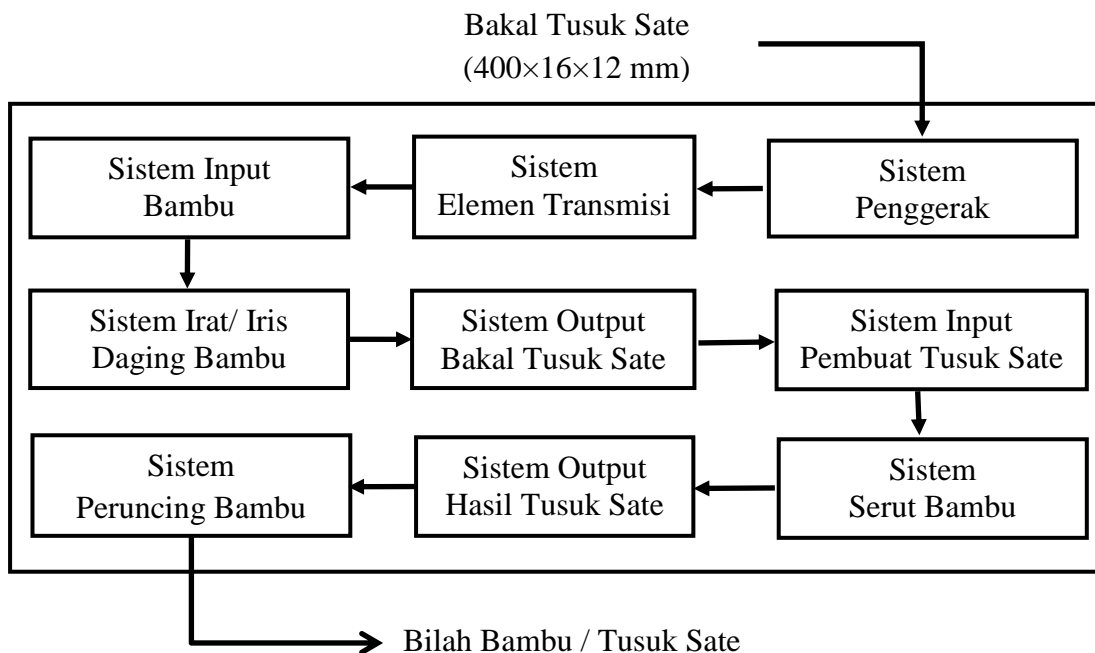 Bakal Tusuk Sate
(400×16×12 mm)
Sistem
Penggerak
Sistem
Elemen Transmisi
Sistem Input
Bambu
Sistem Irat/ Iris
Daging Bambu
Sistem Output
Bakal Tusuk Sate
Sistem Input
Pembuat Tusuk Sate
Sistem
Serut Bambu
Sistem Output
Hasil Tusuk Sate
Sistem
Peruncing Bambu
Bilah Bambu / Tusuk Sate